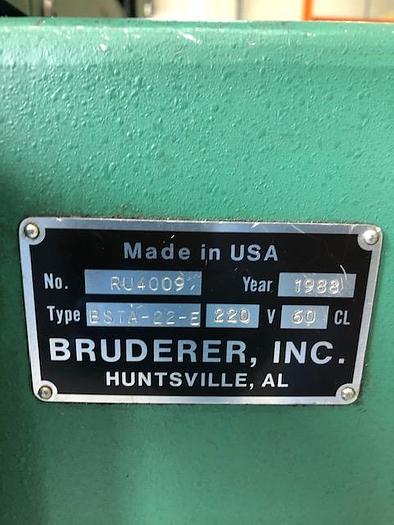 Made in USA
No. RU4009 Year 1988
Type BSTA-22-E 220 V 60 CL
BRUDERER, INC.
HUNTSVILLE, AL